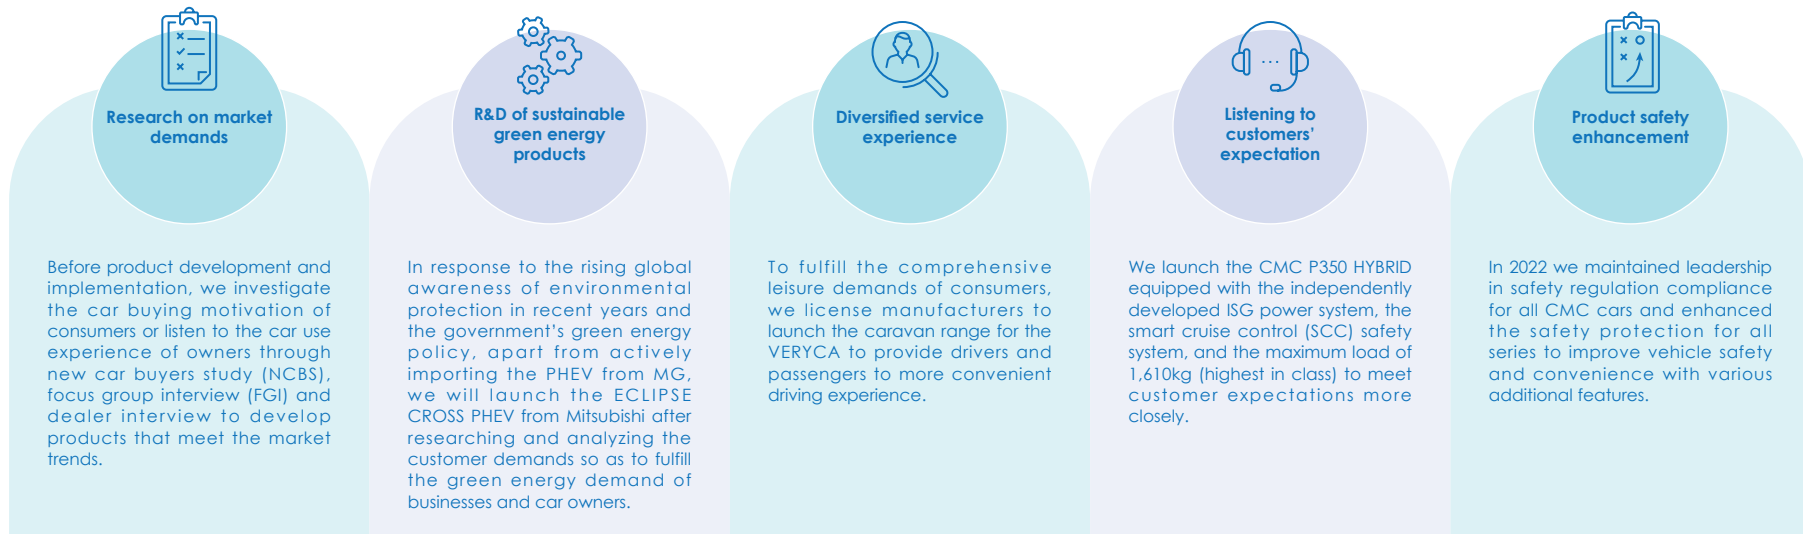 Research on market
demands
Before product development and
implementation, we investigate
the car buying motivation of
consumers or listen to the car use
experience of owners through
new car buyers study (NCBS),
focus group interview (FGI) and
dealer interview to develop
products that meet the market
trends.
R&D of sustainable
green energy
products
In response to the rising global
awareness of environmental
protection in recent years and
the government’s green energy
policy, apart from actively
importing the PHEV from MG,
we will launch the ECLIPSE
CROSS PHEV from Mitsubishi after
researching and analyzing the
customer demands so as to fulfill
the green energy demand of
businesses and car owners.
Diversified service
experience
To fulfill the comprehensive
leisure demands of consumers,
we license manufacturers to
launch the caravan range for the
VERYCA to provide drivers and
passengers to more convenient
driving experience.
Listening to
customers’
expectation
We launch the CMC P350 HYBRID
equipped with the independently
developed ISG power system, the
smart cruise control (SCC) safety
system, and the maximum load of
1,610kg (highest in class) to meet
customer expectations more
closely.
Product safety
enhancement
In 2022 we maintained leadership
in safety regulation compliance
for all CMC cars and enhanced
the safety protection for all
series to improve vehicle safety
and convenience with various
additional features.